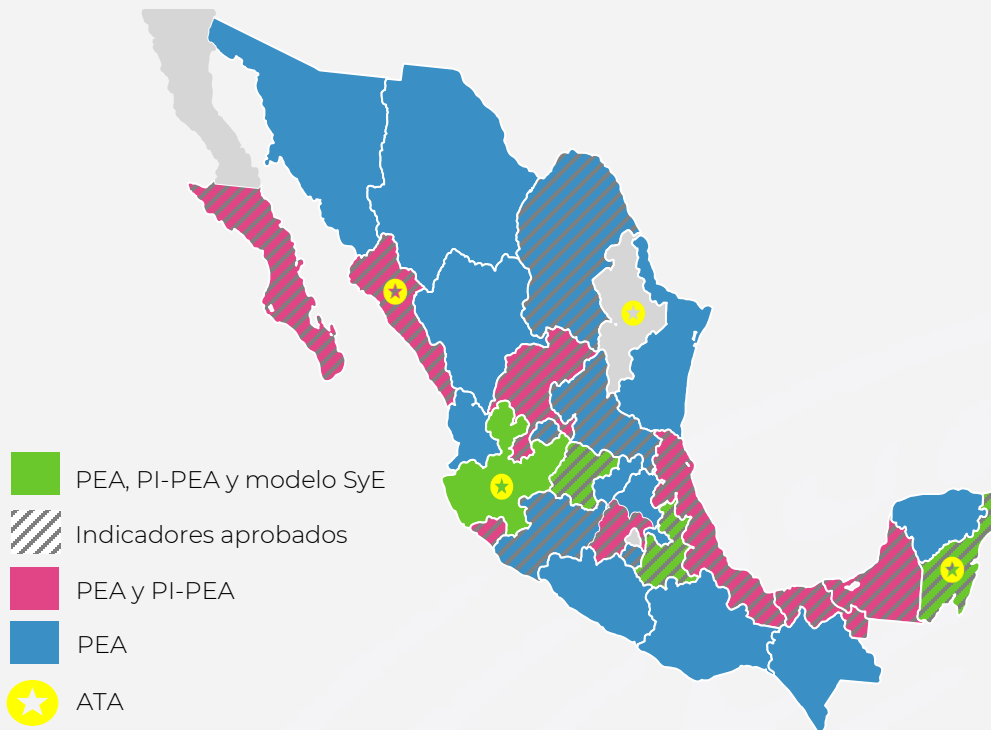 PEA, PI-PEA y modelo SyE
Indicadores aprobados
PEA y PI-PEA
PEA
ATA